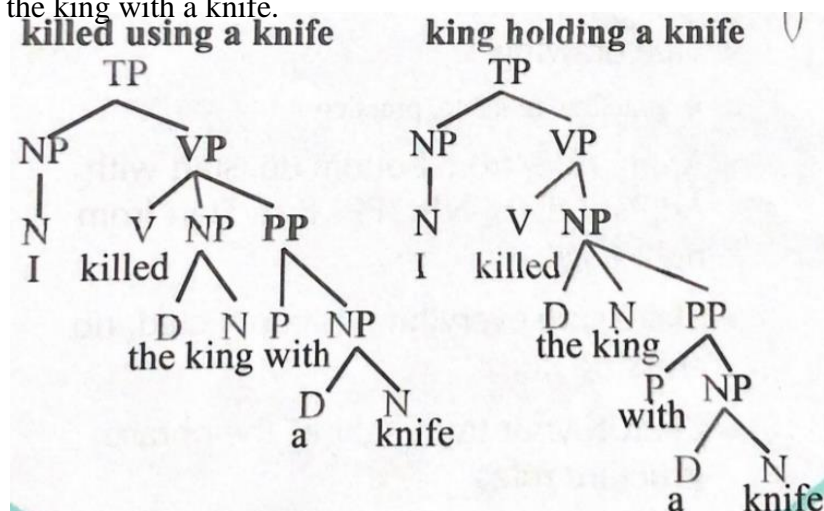 the king with a knife.
killed using a knife king holding a knife
TP TP
NP VP NP VP
N V NP PP N V NP
I killed I killed
D N P NP D N PP
the king with the king
D N P NP
a knife with
D N
a knife